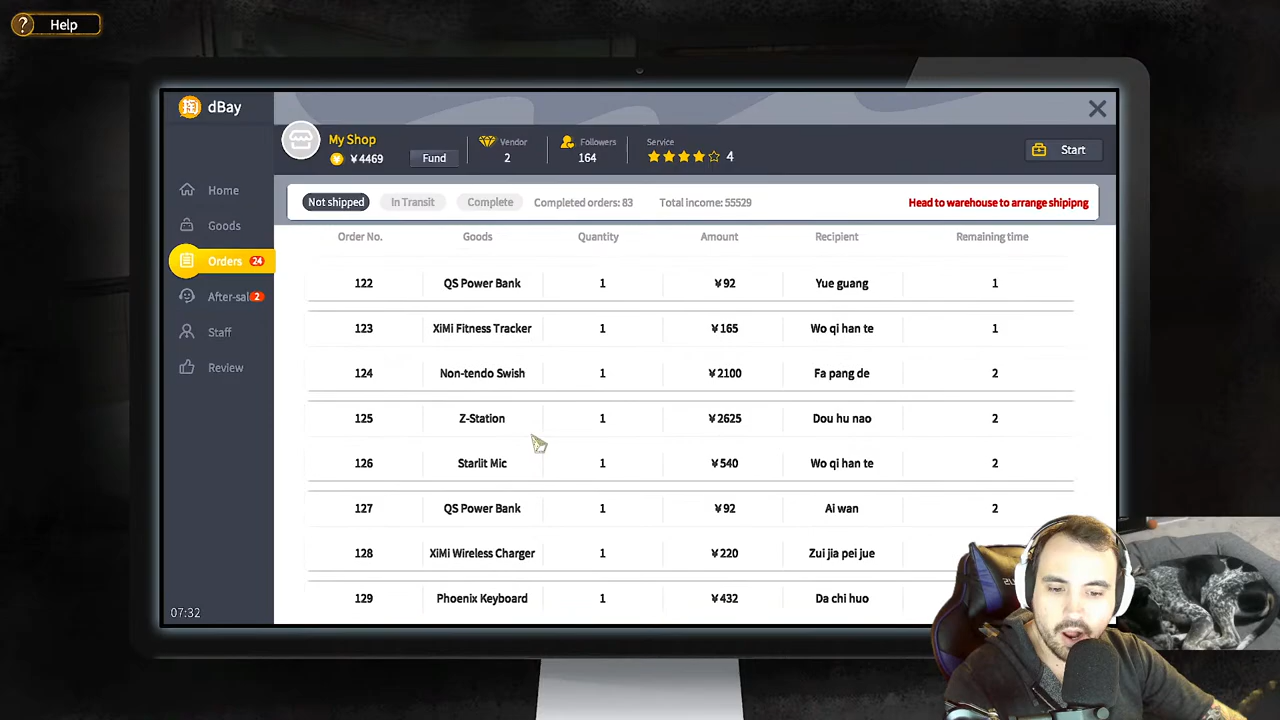 ? Help
掏 dBay
My Shop
¥4469
Fund
Vendor
2
Followers
164
Service
4
Start
Home
Goods
Orders 24
After-sal 2
Staff
Review
07:32
Not shipped In Transit Complete Completed orders: 83 Total income: 55529 Head to warehouse to arrange shipipng
Order No. Goods Quantity Amount Recipient Remaining time
122 QS Power Bank 1 ¥92 Yue guang 1
123 XiMi Fitness Tracker 1 ¥165 Wo qi han te 1
124 Non-tendo Swish 1 ¥2100 Fa pang de 2
125 Z-Station 1 ¥2625 Dou hu nao 2
126 Starlit Mic 1 ¥540 Wo qi han te 2
127 QS Power Bank 1 ¥92 Ai wan 2
128 XiMi Wireless Charger 1 ¥220 Zui jia pei jue
129 Phoenix Keyboard 1 ¥432 Da chi huo